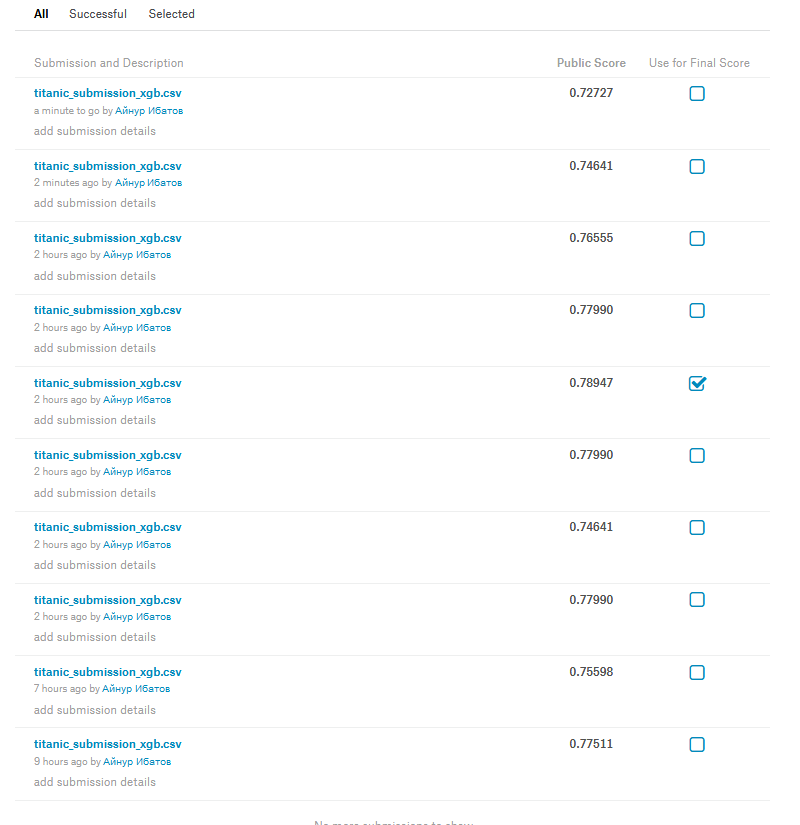 All Successful Selected
Submission and Description Public Score Use for Final Score
titanic_submission_xgb.csv 0.72727
a minute to go by Айнур Ибатов
add submission details
titanic_submission_xgb.csv 0.74641
2 minutes ago by Айнур Ибатов
add submission details
titanic_submission_xgb.csv 0.76555
2 hours ago by Айнур Ибатов
add submission details
titanic_submission_xgb.csv 0.77990
2 hours ago by Айнур Ибатов
add submission details
titanic_submission_xgb.csv 0.78947
2 hours ago by Айнур Ибатов
add submission details
titanic_submission_xgb.csv 0.77990
2 hours ago by Айнур Ибатов
add submission details
titanic_submission_xgb.csv 0.74641
2 hours ago by Айнур Ибатов
add submission details
titanic_submission_xgb.csv 0.77990
2 hours ago by Айнур Ибатов
add submission details
titanic_submission_xgb.csv 0.75598
7 hours ago by Айнур Ибатов
add submission details
titanic_submission_xgb.csv 0.77511
9 hours ago by Айнур Ибатов
add submission details
No more submissions to show